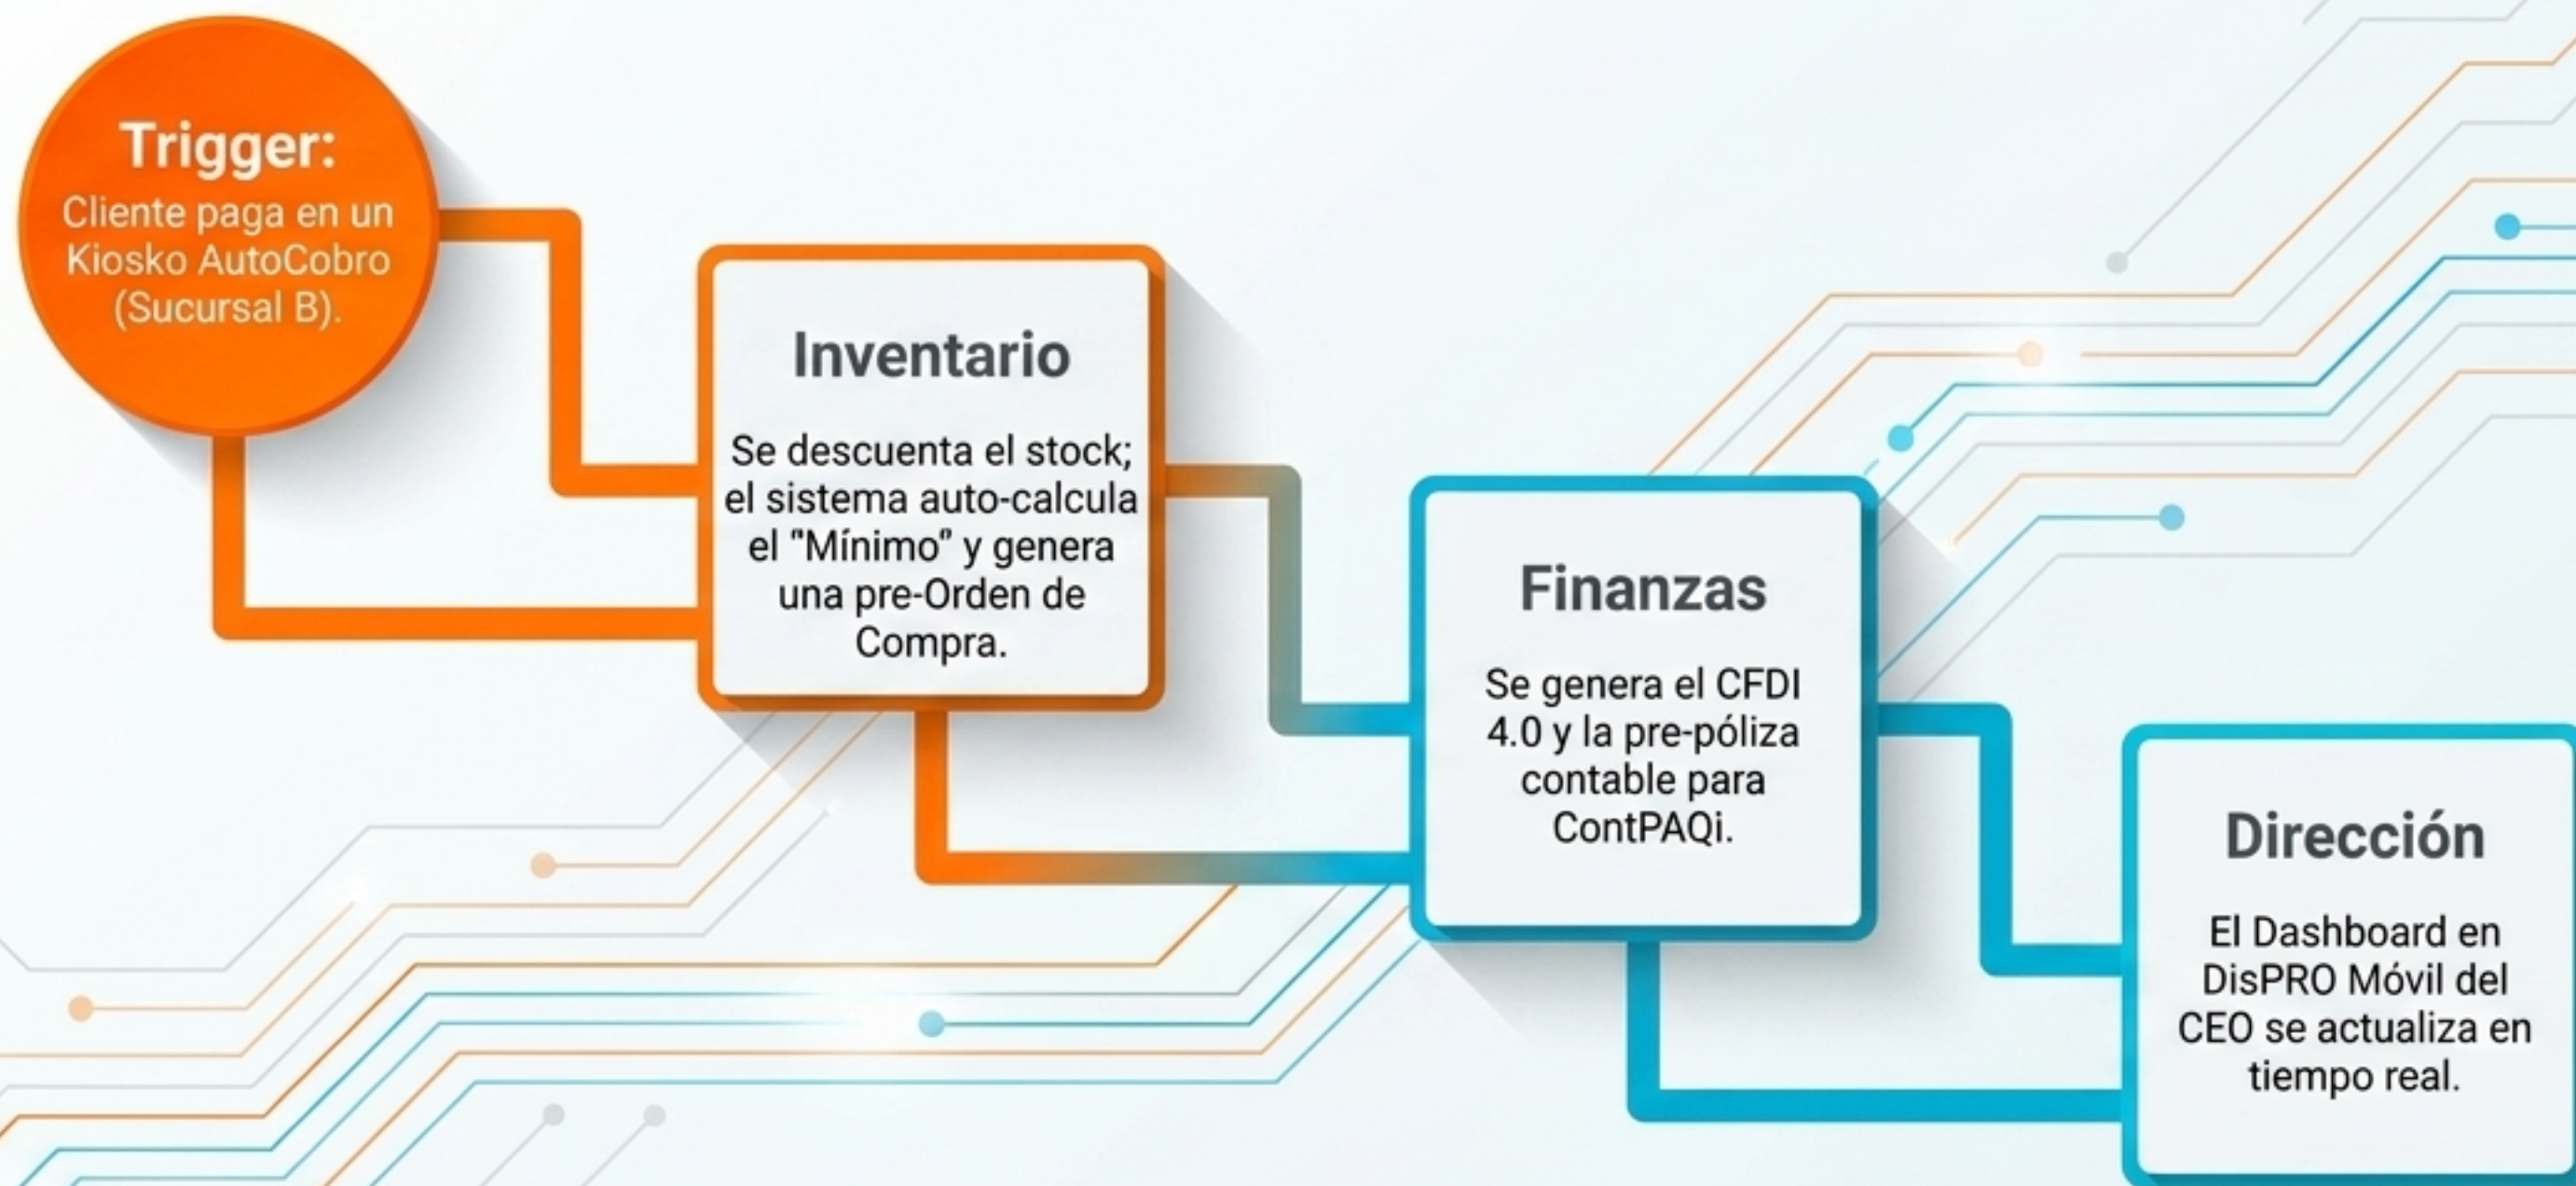 Trigger:
Cliente paga en un
Kiosko AutoCobro
(Sucursal B).
Inventario
Se descuenta el stock;
el sistema auto-calcula
el "Mínimo" y genera
una pre-Orden de
Compra.
Finanzas
Se genera el CFDI
4.0 y la pre-póliza
contable para
ContPAQi.
Dirección
El Dashboard en
DisPRO Móvil del
CEO se actualiza en
tiempo real.